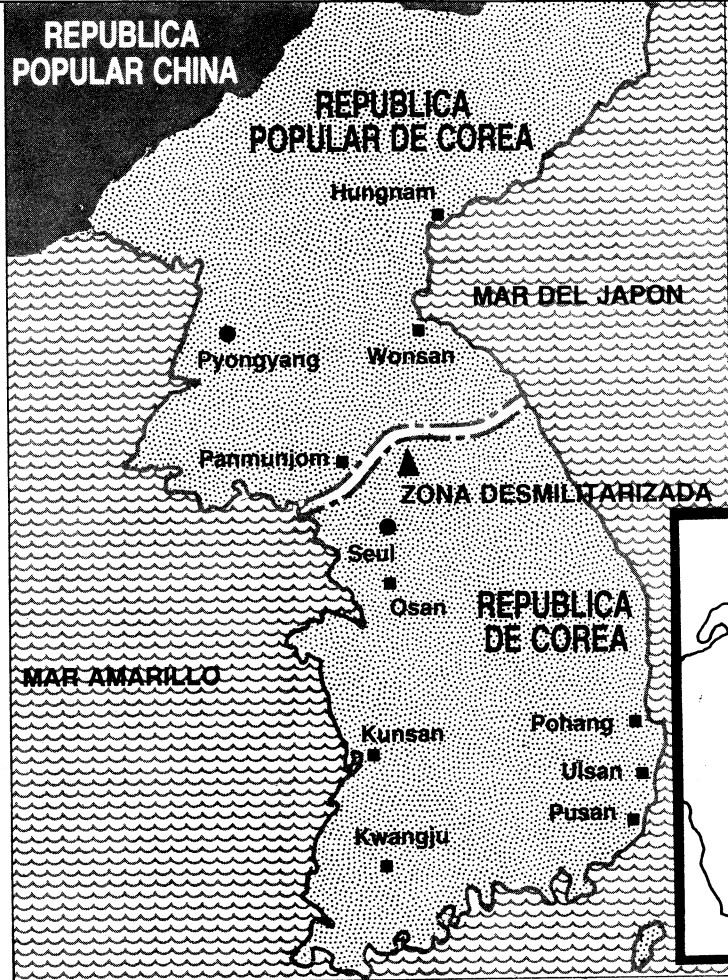 REPUBLICA
POPULAR CHINA
REPUBLICA
POPULAR DE COREA
Hungnam
MAR DEL JAPON
Pyongyang
Wonsan
Panmunjom
ZONA DESMILITARIZADA
Seul
Osan
REPUBLICA
DE COREA
MAR AMARILLO
Kunsan
Pohang
Ulsan
Pusan
Kwangju